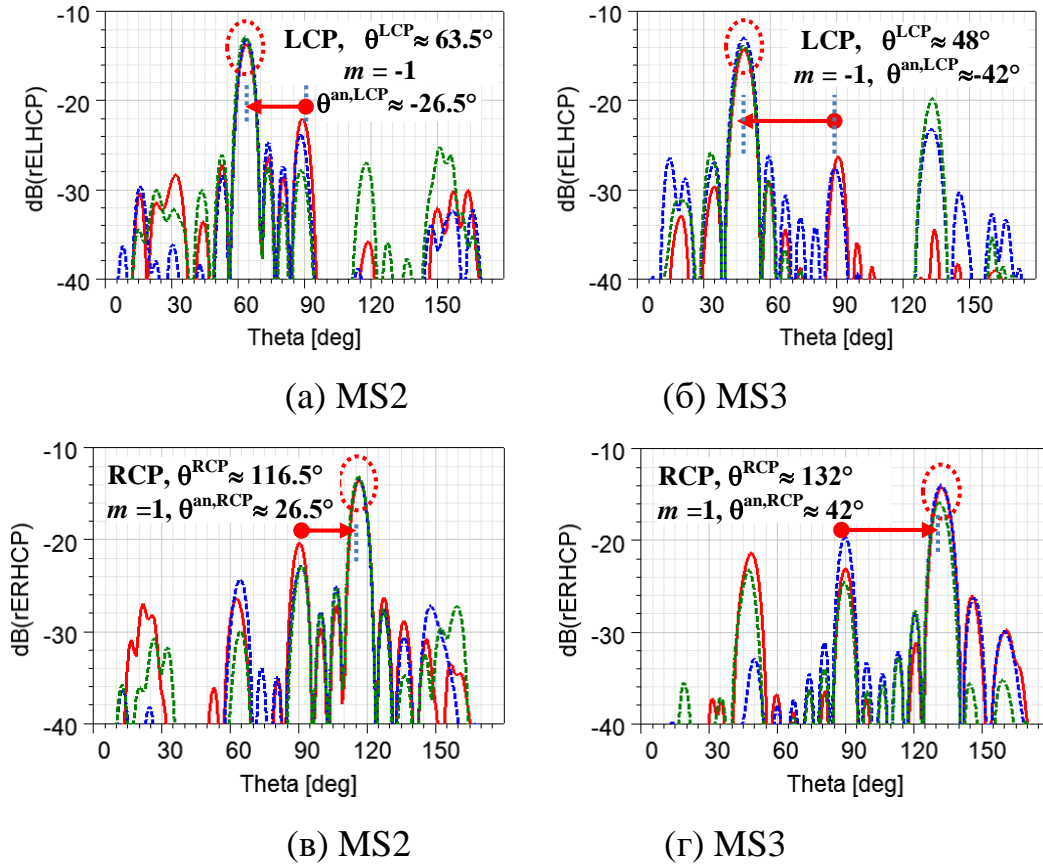 -10
-20
-30
-40
dB(rELHCP)
LCP, θ^LCP ≈ 63.5°
m = -1
θ^an,LCP ≈ -26.5°
0 30 60 90 120 150
Theta [deg]
(а) MS2
-10
-20
-30
-40
dB(rELHCP)
LCP, θ^LCP ≈ 48°
m = -1, θ^an,LCP ≈ -42°
0 30 60 90 120 150
Theta [deg]
(б) MS3
-10
-20
-30
-40
dB(rERHCP)
RCP, θ^RCP ≈ 116.5°
m =1, θ^an,RCP ≈ 26.5°
0 30 60 90 120 150
Theta [deg]
(в) MS2
-10
-20
-30
-40
dB(rERHCP)
RCP, θ^RCP ≈ 132°
m =1, θ^an,RCP ≈ 42°
0 30 60 90 120 150
Theta [deg]
(г) MS3